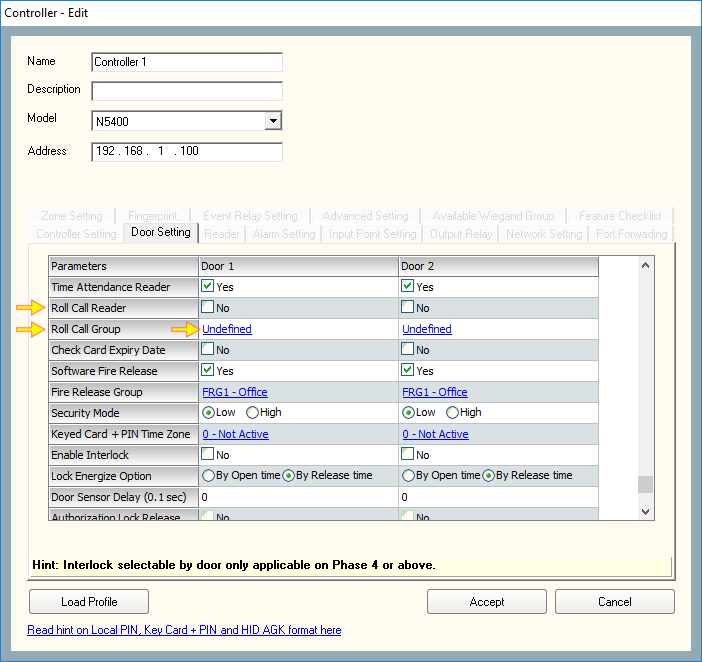 Controller - Edit
Name Controller 1
Description
Model N5400
Address 192 . 168 . 1 . 100
Zone Setting Fingerprint Event Relay Setting Advanced Setting Available Wiegand Group Feature Checklist
Controller Setting Door Setting Reader Alarm Setting Input Point Setting Output Relay Network Setting Port Forwading
Parameters Door 1 Door 2
Time Attendance Reader Yes Yes
Roll Call Reader No No
Roll Call Group Undefined Undefined
Check Card Expiry Date No No
Software Fire Release Yes Yes
Fire Release Group FRG1 - Office FRG1 - Office
Security Mode Low High Low High
Keyed Card + PIN Time Zone 0 - Not Active 0 - Not Active
Enable Interlock No No
Lock Energize Option By Open time By Release time By Open time By Release time
Door Sensor Delay (0.1 sec) 0 0
Authorization Lock Release No No
Hint: Interlock selectable by door only applicable on Phase 4 or above.
Load Profile Accept Cancel
Read hint on Local PIN, Key Card + PIN and HID AGK format here